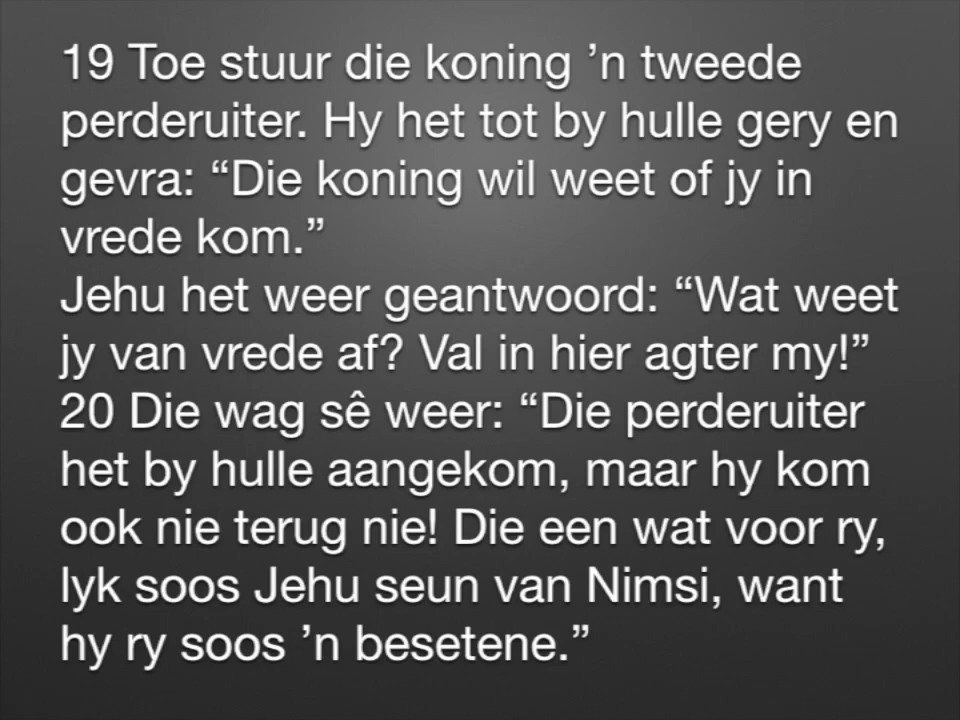 19 Toe stuur die koning ’n tweede
perderuiter. Hy het tot by hulle gery en
gevra: “Die koning wil weet of jy in
vrede kom.”
Jehu het weer geantwoord: “Wat weet
jy van vrede af? Val in hier agter my!”
20 Die wag sê weer: “Die perderuiter
het by hulle aangekom, maar hy kom
ook nie terug nie! Die een wat voor ry,
lyk soos Jehu seun van Nimsi, want
hy ry soos ’n besetene.”